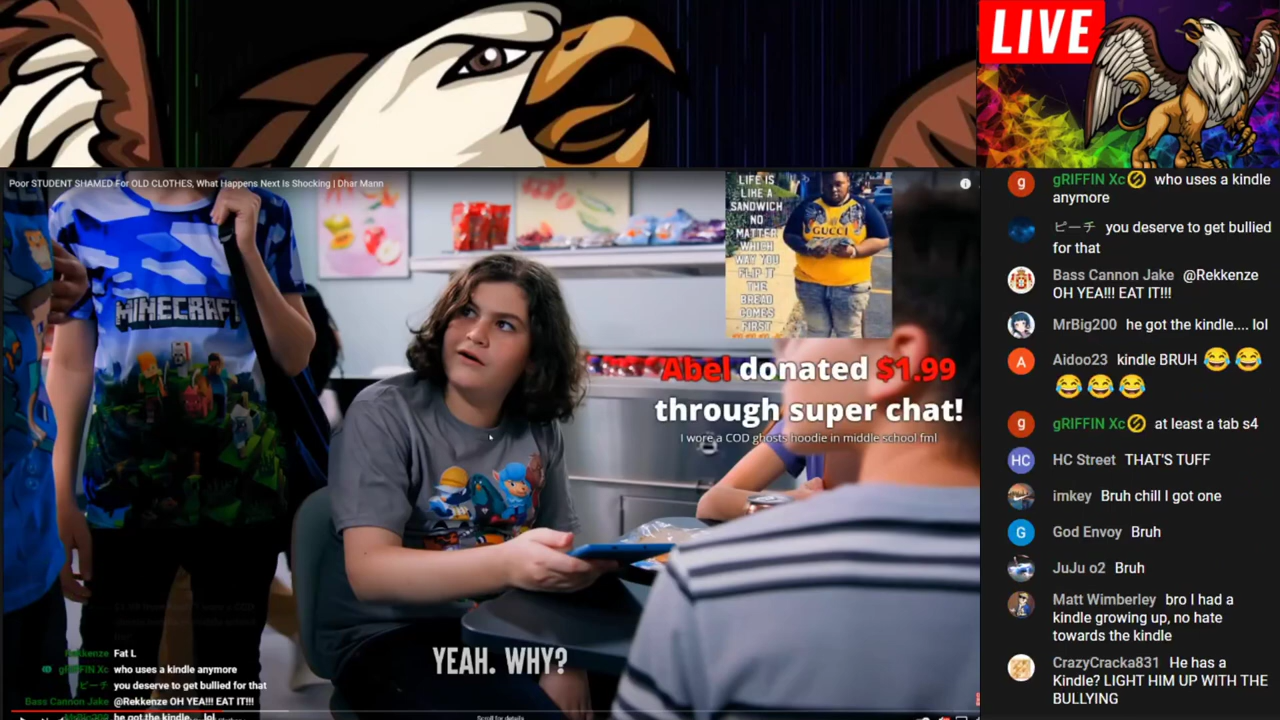 LIVE
Poor STUDENT SHAMED For OLD CLOTHES, What Happens Next Is Shocking | Dhar Mann
LIFE IS
LIKE A
SANDWICH
NO
MATTER
WHICH
WAY YOU
FLIP IT
THE
BREAD
COMES
FIRST
GUCCI
MINECRAFT
Abel donated $1.99
through super chat!
I wore a COD ghosts hoodie in middle school fml
YEAH. WHY?
Rekkenze Fat L
gRIFFIN Xc who uses a kindle anymore
ピーチ you deserve to get bullied for that
Bass Cannon Jake @Rekkenze OH YEA!!! EAT IT!!!
he got the kindle.... lol
Scroll for details
g gRIFFIN Xc who uses a kindle
anymore
ピーチ you deserve to get bullied
for that
Bass Cannon Jake @Rekkenze
OH YEA!!! EAT IT!!!
MrBig200 he got the kindle.... lol
A Aidoo23 kindle BRUH 😂😂
😂😂😂
g gRIFFIN Xc at least a tab s4
HC HC Street THAT'S TUFF
imkey Bruh chill I got one
G God Envoy Bruh
JuJu o2 Bruh
Matt Wimberley bro I had a
kindle growing up, no hate
towards the kindle
CrazyCracka831 He has a
Kindle? LIGHT HIM UP WITH THE
BULLYING